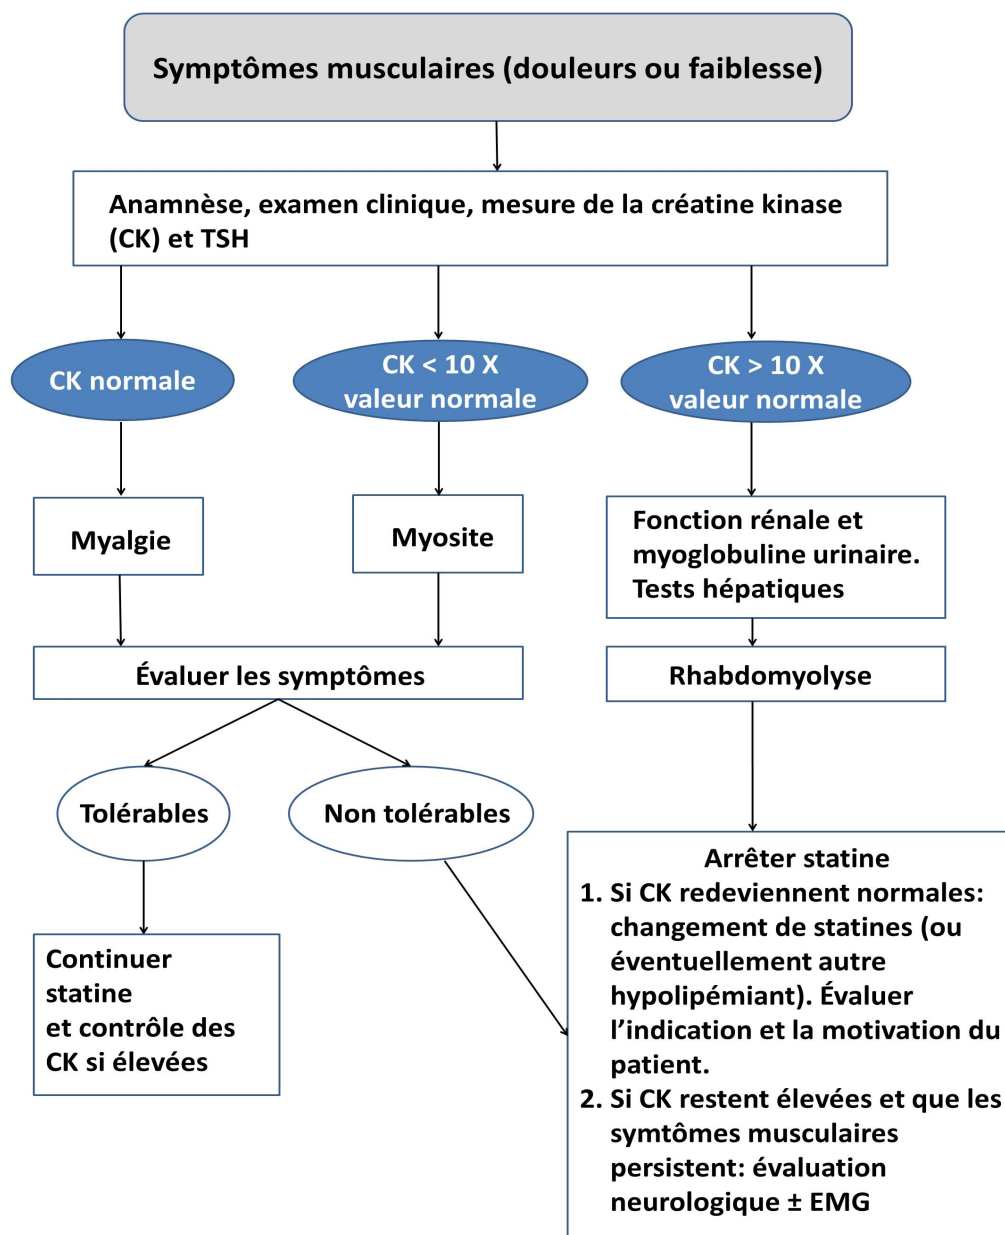 Symptômes musculaires (douleurs ou faiblesse)
Anamnèse, examen clinique, mesure de la créatine kinase
(CK) et TSH
CK normale
CK < 10 X
valeur normale
CK > 10 X
valeur normale
Myalgie
Myosite
Fonction rénale et
myoglobuline urinaire.
Tests hépatiques
Évaluer les symptômes
Rhabdomyolyse
Tolérables
Non tolérables
Continuer
statine
et contrôle des
CK si élevées
Arrêter statine
1. Si CK redeviennent normales:
changement de statines (ou
éventuellement autre
hypolipémiant). Évaluer
l’indication et la motivation du
patient.
2. Si CK restent élevées et que les
symtômes musculaires
persistent: évaluation
neurologique ± EMG